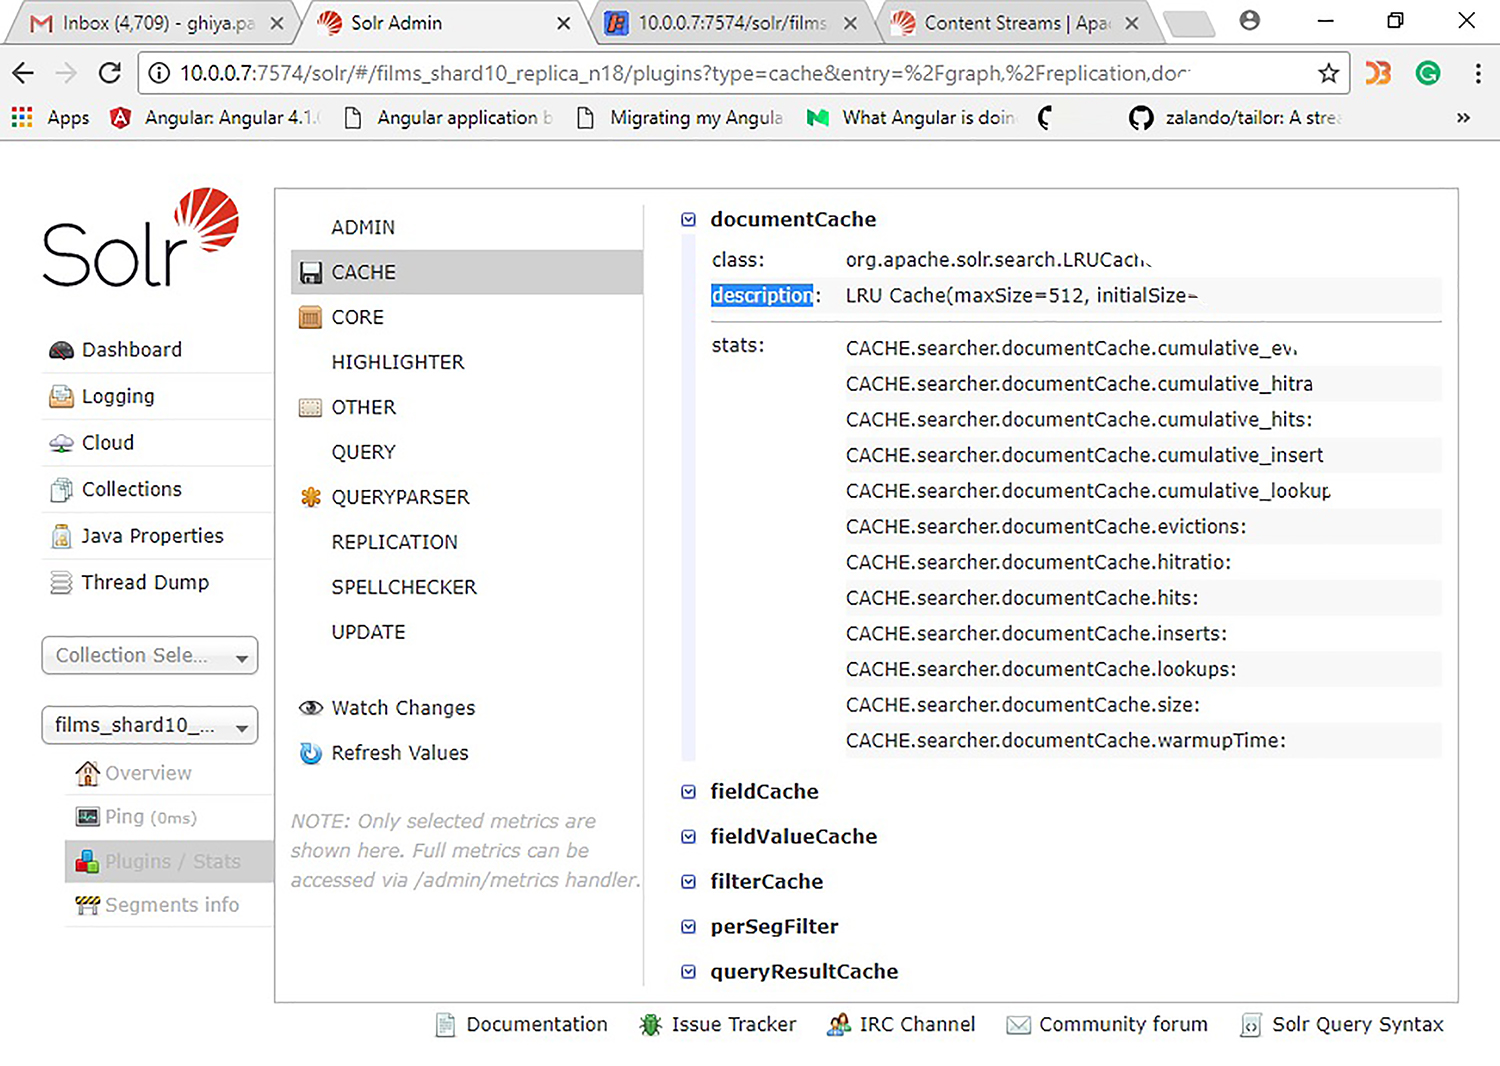 Inbox (4,709) - ghiya.pa
Solr Admin
10.0.0.7:7574/solr/films
Content Streams | Apa
10.0.0.7:7574/solr/#/films_shard10_replica_n18/plugins?type=cache&entry=%2Fgraph,%2Freplication,doc
Apps
Angular: Angular 4.1.
Angular application
Migrating my Angula
What Angular is doin
zalando/tailor: A strea
»
Solr
Dashboard
Logging
Cloud
Collections
Java Properties
Thread Dump
Collection Sele...
films_shard10_...
Overview
Ping (0ms)
Plugins / Stats
Segments info
ADMIN
CACHE
CORE
HIGHLIGHTER
OTHER
QUERY
QUERYPARSER
REPLICATION
SPELLCHECKER
UPDATE
Watch Changes
Refresh Values
NOTE: Only selected metrics are
shown here. Full metrics can be
accessed via /admin/metrics handler.
documentCache
class: org.apache.solr.search.LRUCach
description: LRU Cache(maxSize=512, initialSize=
stats: CACHE.searcher.documentCache.cumulative_ev
CACHE.searcher.documentCache.cumulative_hitra
CACHE.searcher.documentCache.cumulative_hits:
CACHE.searcher.documentCache.cumulative_insert
CACHE.searcher.documentCache.cumulative_lookup
CACHE.searcher.documentCache.evictions:
CACHE.searcher.documentCache.hitratio:
CACHE.searcher.documentCache.hits:
CACHE.searcher.documentCache.inserts:
CACHE.searcher.documentCache.lookups:
CACHE.searcher.documentCache.size:
CACHE.searcher.documentCache.warmupTime:
fieldCache
fieldValueCache
filterCache
perSegFilter
queryResultCache
Documentation
Issue Tracker
IRC Channel
Community forum
Solr Query Syntax